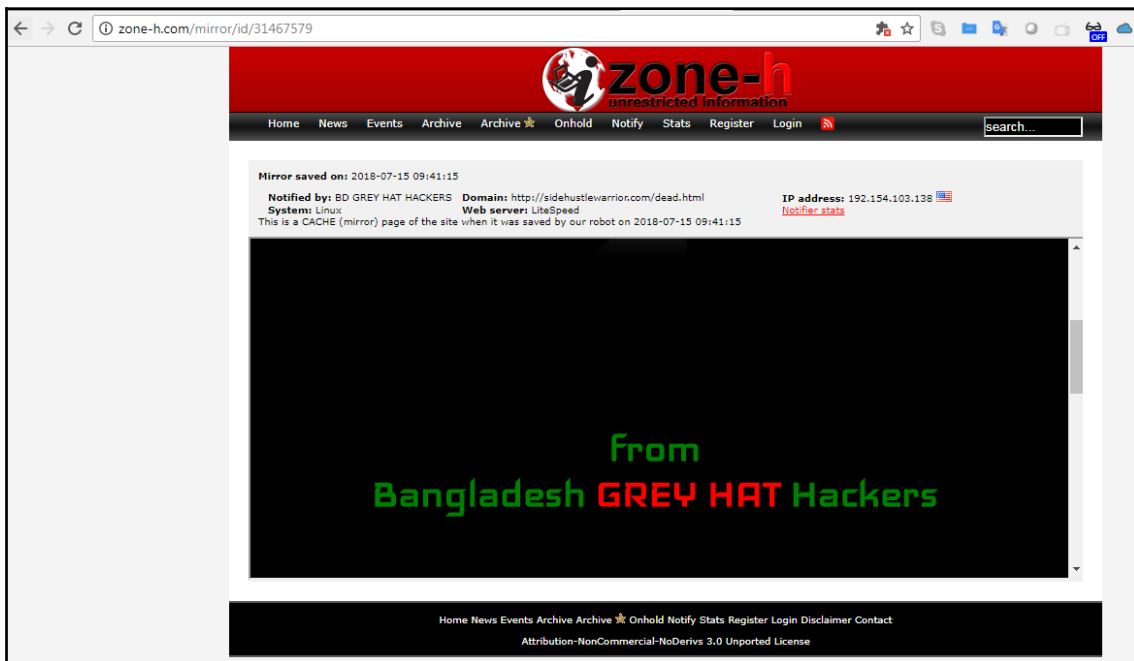 zone-h.com/mirror/id/31467579
OFF
zone-h
unrestricted information
Home News Events Archive Archive Onhold Notify Stats Register Login
search...
Mirror saved on: 2018-07-15 09:41:15
Notified by: BD GREY HAT HACKERS Domain: http://sidehustlewarrior.com/dead.html IP address: 192.154.103.138
System: Linux Web server: LiteSpeed Notifier stats
This is a CACHE (mirror) page of the site when it was saved by our robot on 2018-07-15 09:41:15
from
Bangladesh GREY HAT Hackers
Home News Events Archive Archive Onhold Notify Stats Register Login Disclaimer Contact
Attribution-NonCommercial-NoDerivs 3.0 Unported License